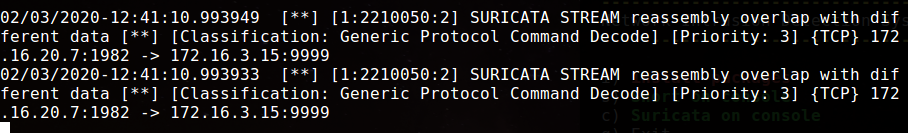 02/03/2020-12:41:10.993949  [**] [1:2210050:2] SURICATA STREAM reassembly overlap with dif
ferent data [**] [Classification: Generic Protocol Command Decode] [Priority: 3] {TCP} 172
.16.20.7:1982 -> 172.16.3.15:9999
02/03/2020-12:41:10.993933  [**] [1:2210050:2] SURICATA STREAM reassembly overlap with dif
ferent data [**] [Classification: Generic Protocol Command Decode] [Priority: 3] {TCP} 172
.16.20.7:1982 -> 172.16.3.15:9999
c) Suricata on console